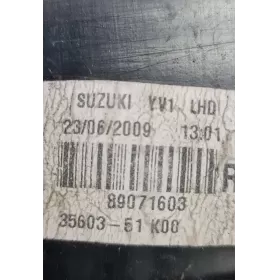 SUZUKI YV1 LHD
23/06/2009 13:01
R
89071603
35603-51K00